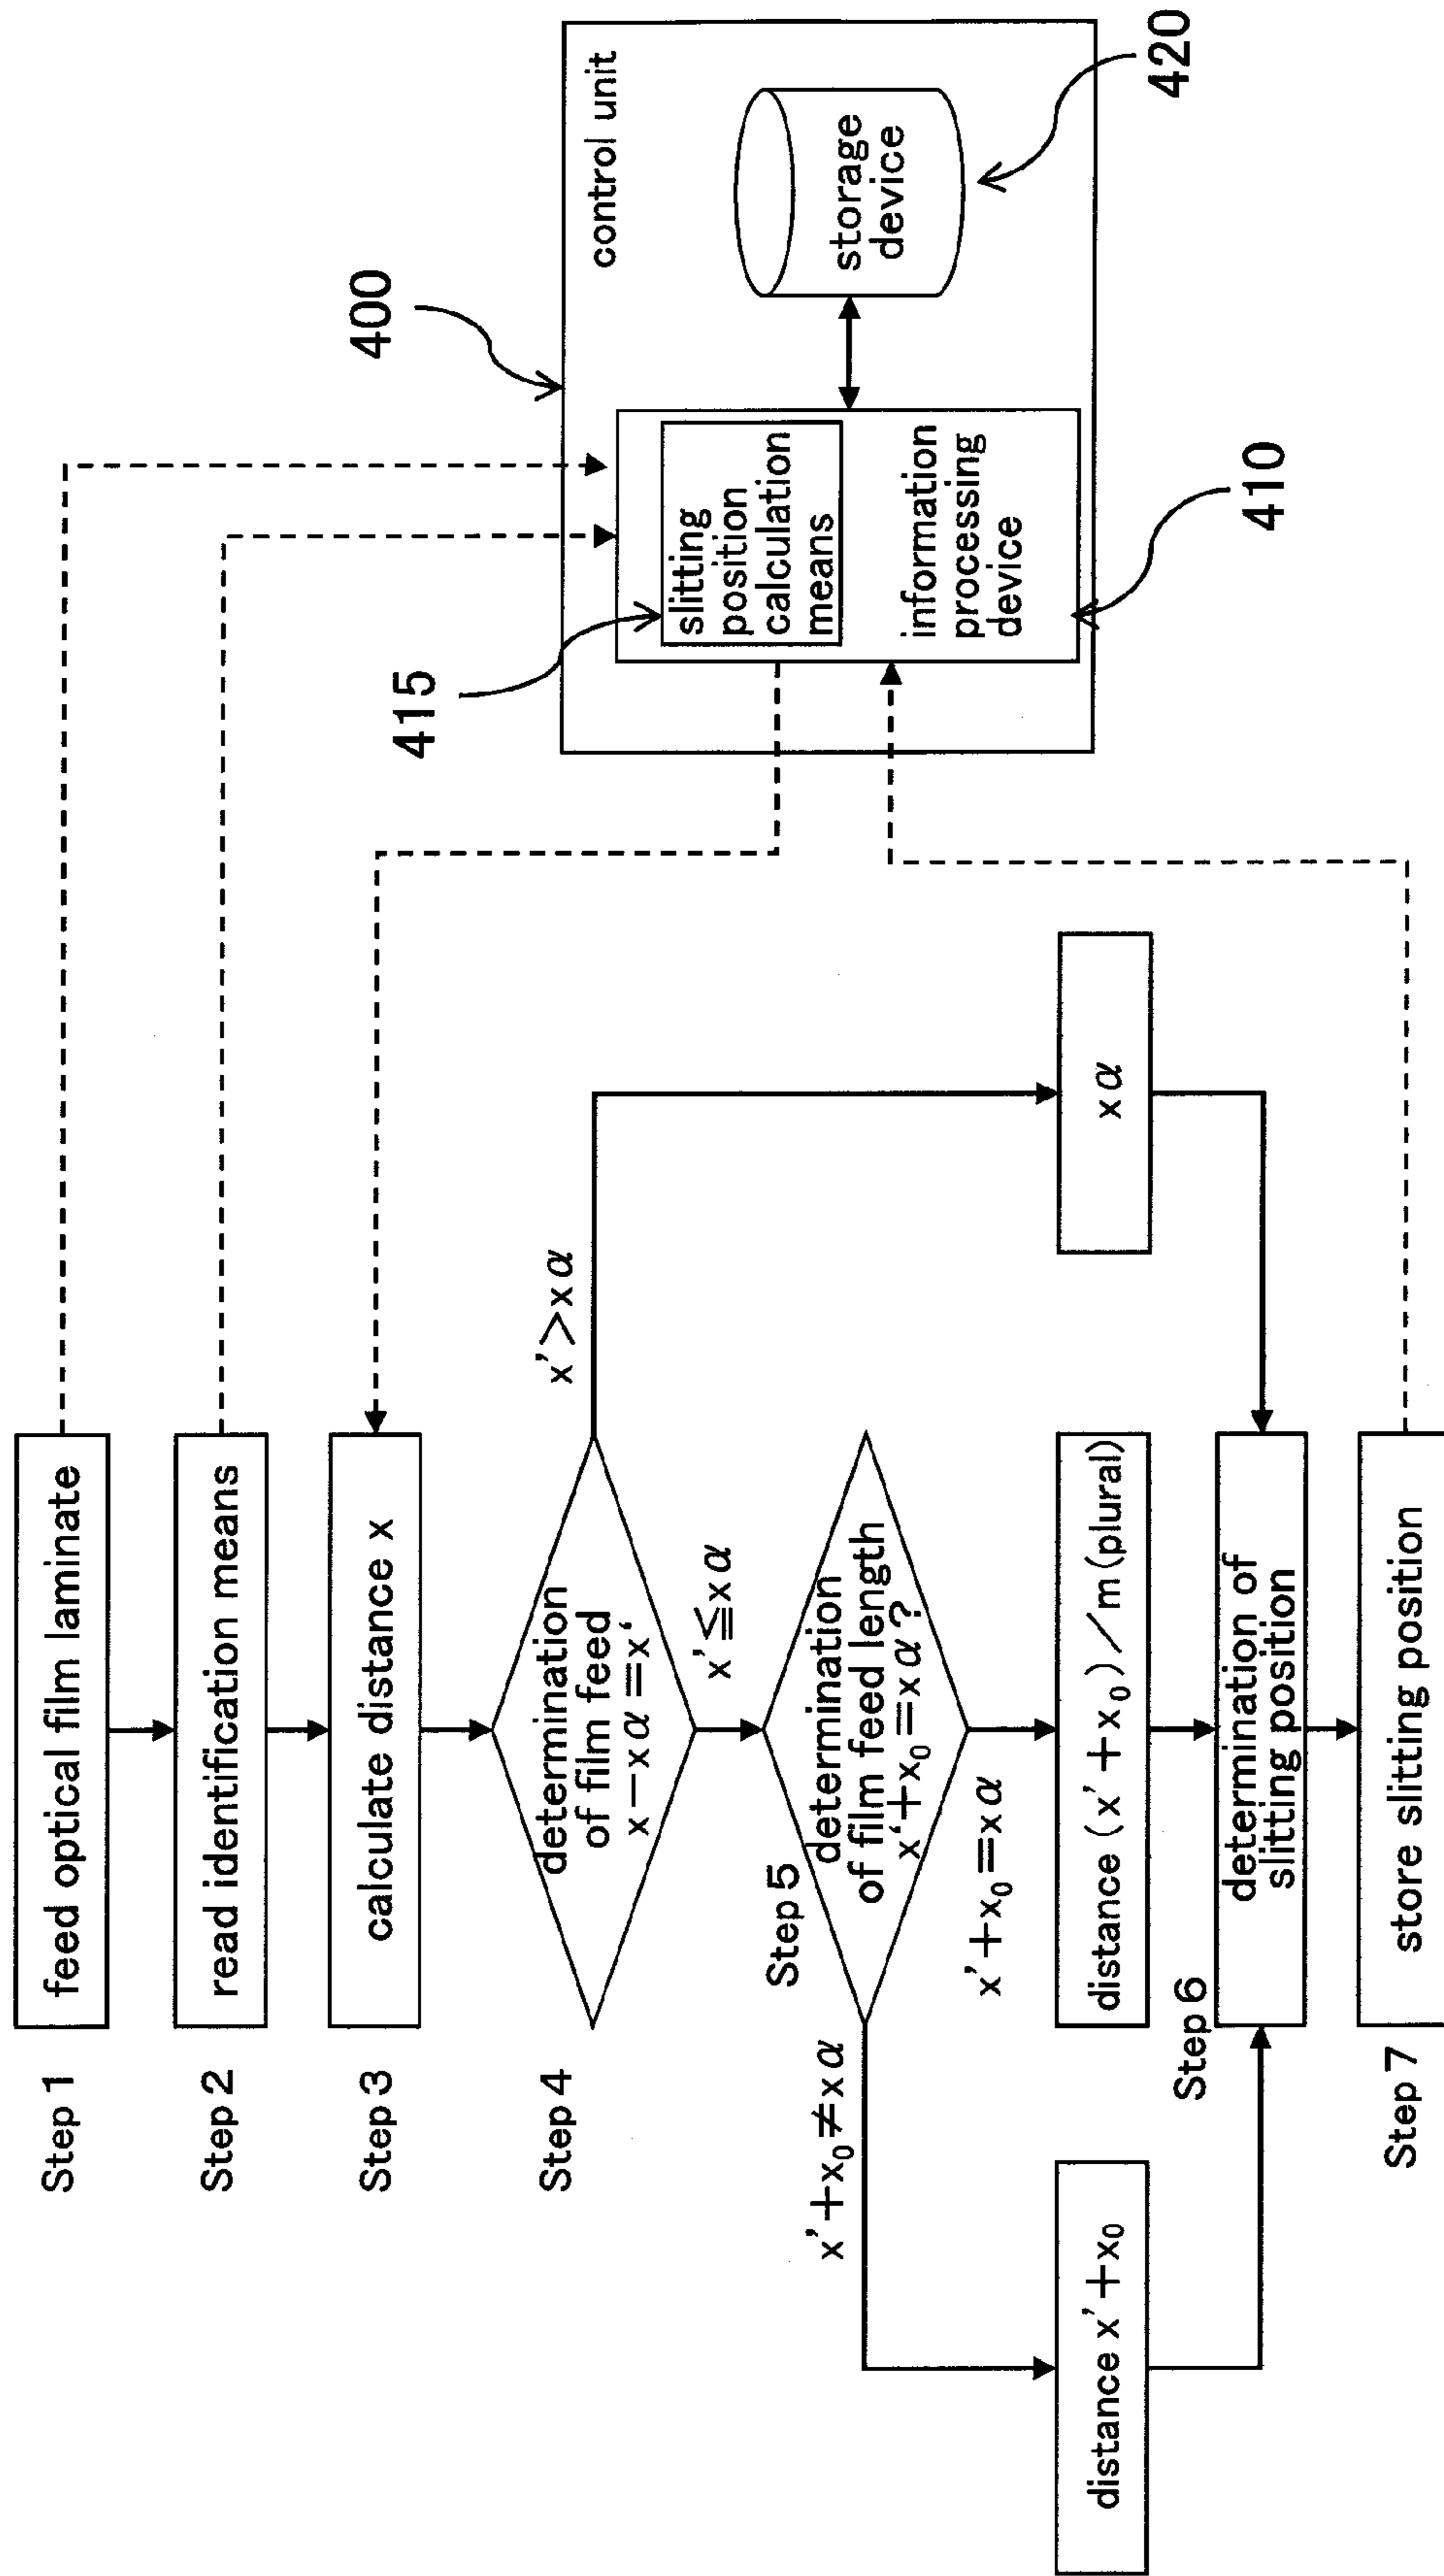 Step 1
feed optical film laminate
Step 2
read identification means
Step 3
calculate distance x
Step 4
determination
of film feed
x－xα＝x‘
x'＞xα
x'≦xα
Step 5
determination
of film feed length
x‘＋x₀＝xα?
x'＋x₀≠xα
x'＋x₀＝xα
distance x'＋x₀
distance (x'＋x₀)／m(plural)
xα
Step 6
determination of
slitting position
Step 7
store slitting position
400
control unit
415
slitting
position
calculation
means
information
processing
device
410
storage
device
420